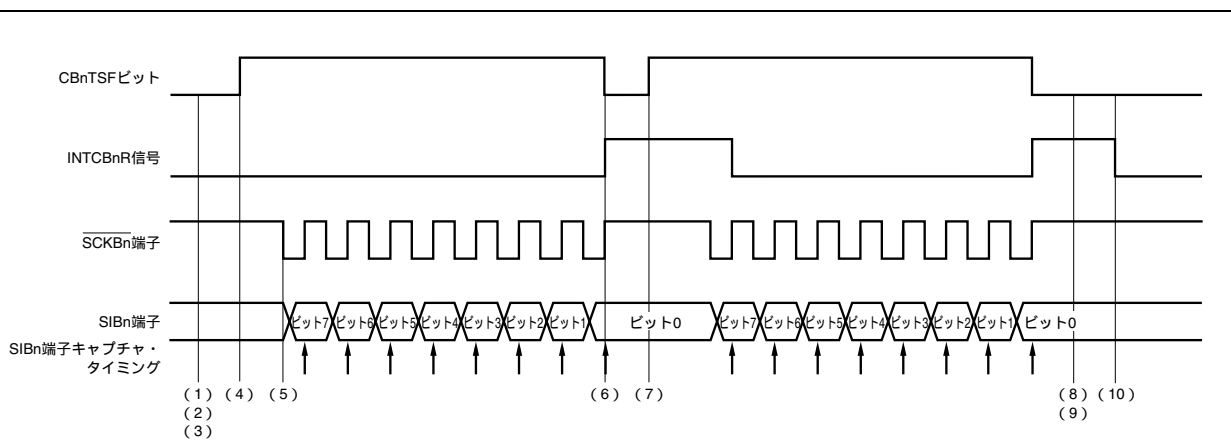 CBnTSFビット
INTCBnR信号
SCKBn端子
SIBn端子
ビット7 ビット6 ビット5 ビット4 ビット3 ビット2 ビット1 ビット0 ビット7 ビット6 ビット5 ビット4 ビット3 ビット2 ビット1 ビット0
SIBn端子キャプチャ・
タイミング
(1) (4) (5) (6) (7) (8) (10)
(2) (9)
(3)